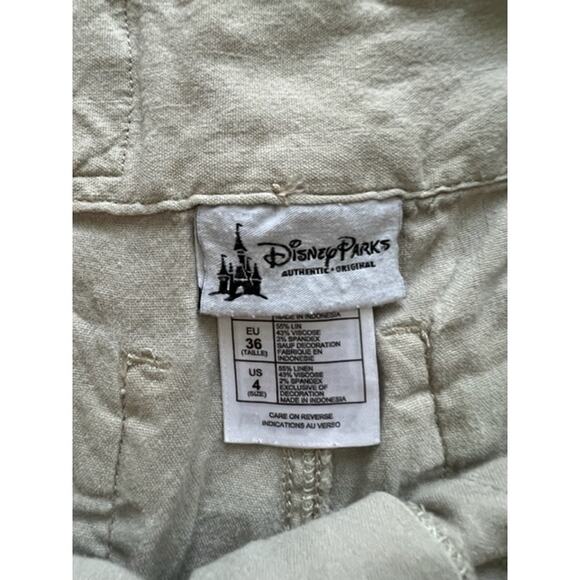 Disney Parks
AUTHENTIC • ORIGINAL
MADE IN INDONESIA
EU
36
(TAILLE)
55% LIN
43% VISCOSE
2% SPANDEX
SAUF DECORATION
FABRIQUE EN
INDONESIE
US
4
(SIZE)
55% LINEN
43% VISCOSE
2% SPANDEX
EXCLUSIVE OF
DECORATION
MADE IN INDONESIA
CARE ON REVERSE
INDICATIONS AU VERSO